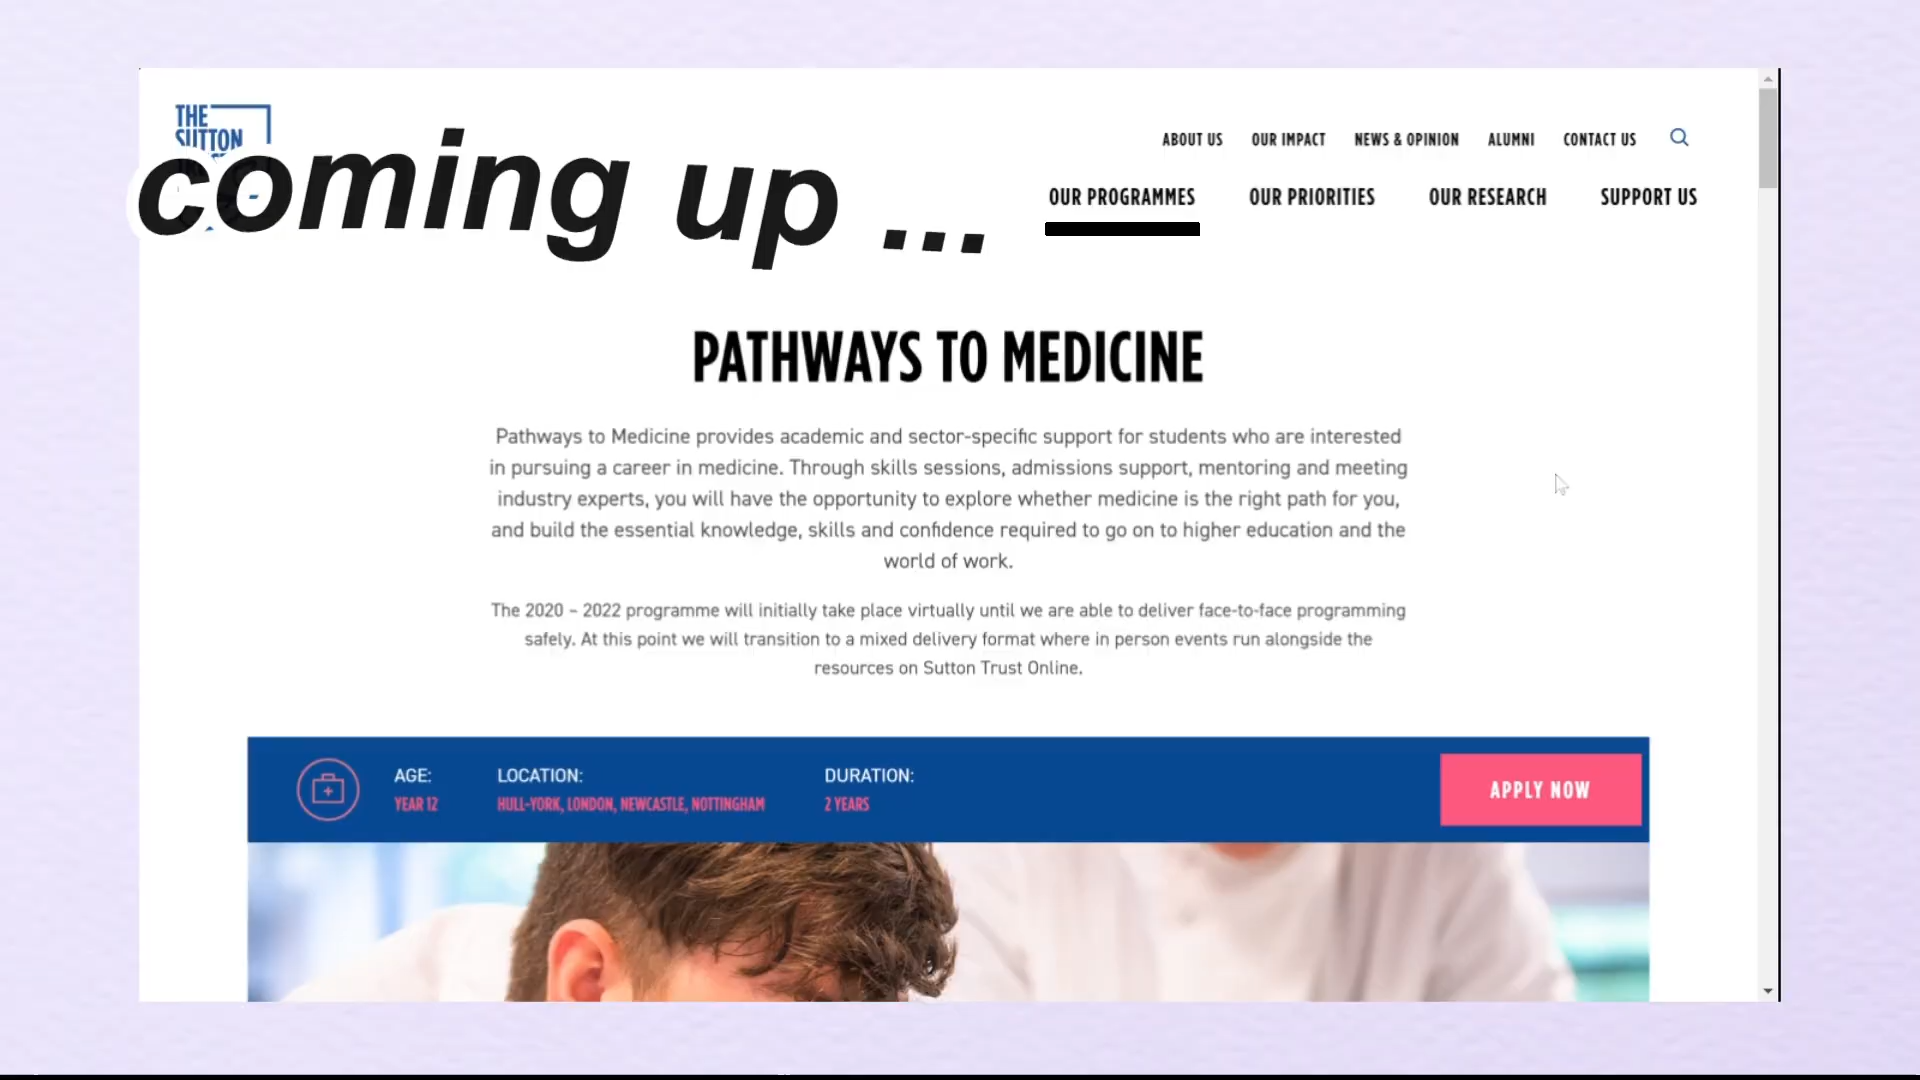 THE
SUTTON
coming up ...
ABOUT US OUR IMPACT NEWS & OPINION ALUMNI CONTACT US
OUR PROGRAMMES OUR PRIORITIES OUR RESEARCH SUPPORT US
PATHWAYS TO MEDICINE
Pathways to Medicine provides academic and sector-specific support for students who are interested
in pursuing a career in medicine. Through skills sessions, admissions support, mentoring and meeting
industry experts, you will have the opportunity to explore whether medicine is the right path for you,
and build the essential knowledge, skills and confidence required to go on to higher education and the
world of work.
The 2020 – 2022 programme will initially take place virtually until we are able to deliver face-to-face programming
safely. At this point we will transition to a mixed delivery format where in person events run alongside the
resources on Sutton Trust Online.
AGE: LOCATION: DURATION:
YEAR 12 HULL-YORK, LONDON, NEWCASTLE, NOTTINGHAM 2 YEARS
APPLY NOW